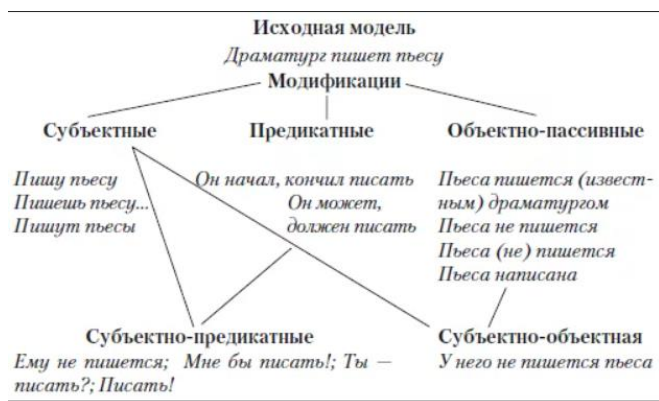 Исходная модель
Драматург пишет пьесу
Модификации
Субъектные Предикатные Объектно-пассивные
Пишу пьесу Он начал, кончил писать Пьеса пишется (извест-
Пишешь пьесу... Он может, ным) драматургом
Пишут пьесы должен писать Пьеса не пишется
Пьеса (не) пишется
Пьеса написана
Субъектно-предикатные Субъектно-объектная
Ему не пишется; Мне бы писать!; Ты — У него не пишется пьеса
писать?; Писать!